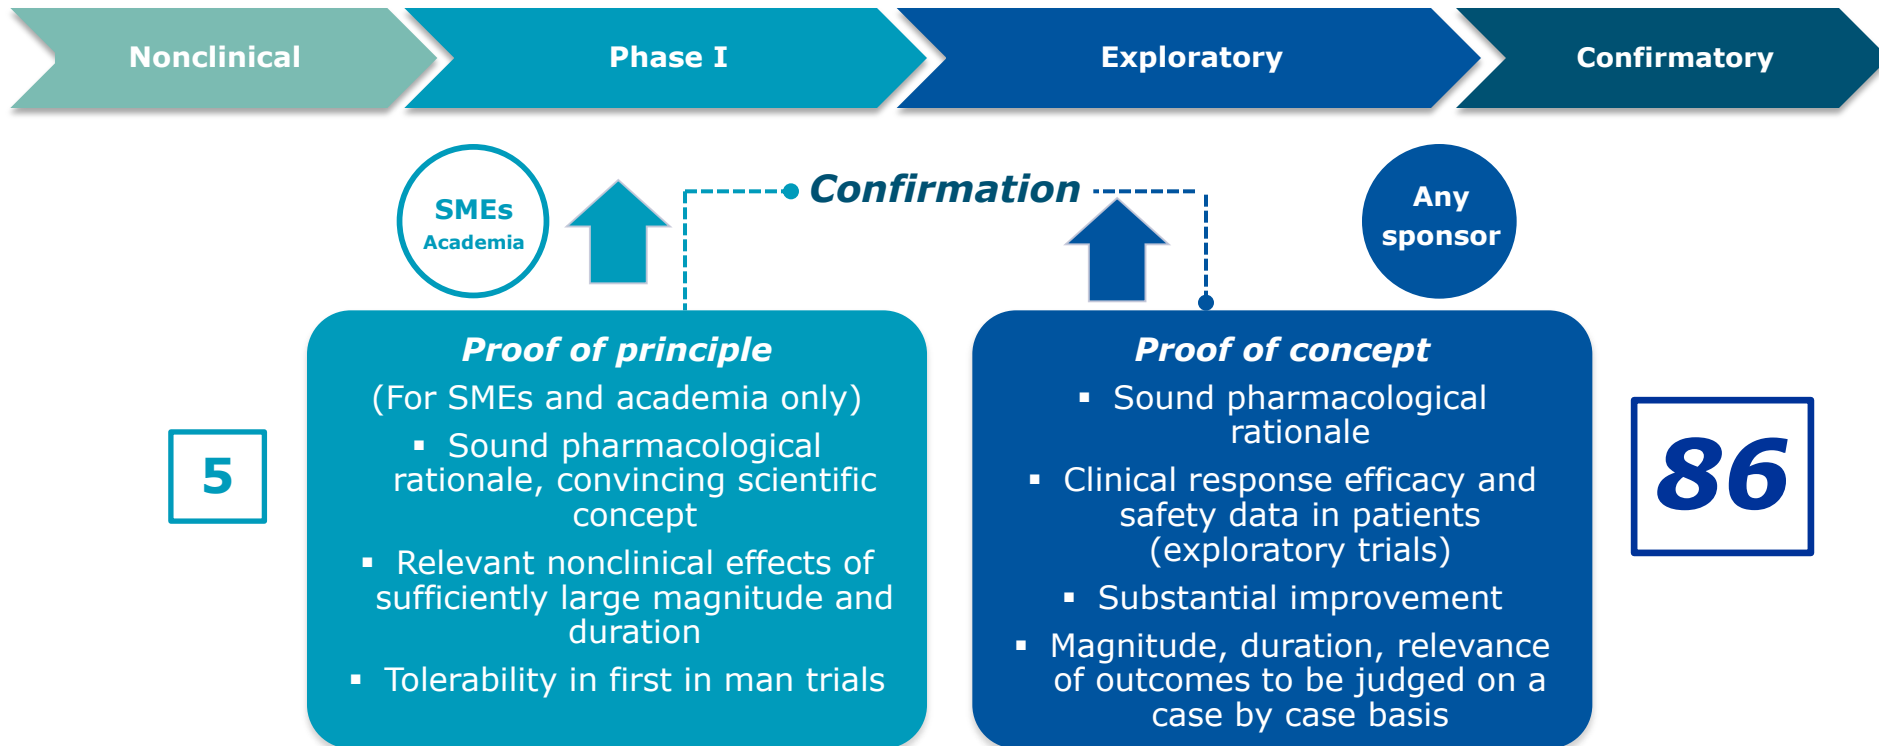 Nonclinical
Phase I
Exploratory
Confirmatory
SMEs
Academia
Confirmation
Any
sponsor
Proof of principle
(For SMEs and academia only)
▪ Sound pharmacological
rationale, convincing scientific
concept
▪ Relevant nonclinical effects of
sufficiently large magnitude and
duration
▪ Tolerability in first in man trials
5
Proof of concept
▪ Sound pharmacological
rationale
▪ Clinical response efficacy and
safety data in patients
(exploratory trials)
▪ Substantial improvement
▪ Magnitude, duration, relevance
of outcomes to be judged on a
case by case basis
86